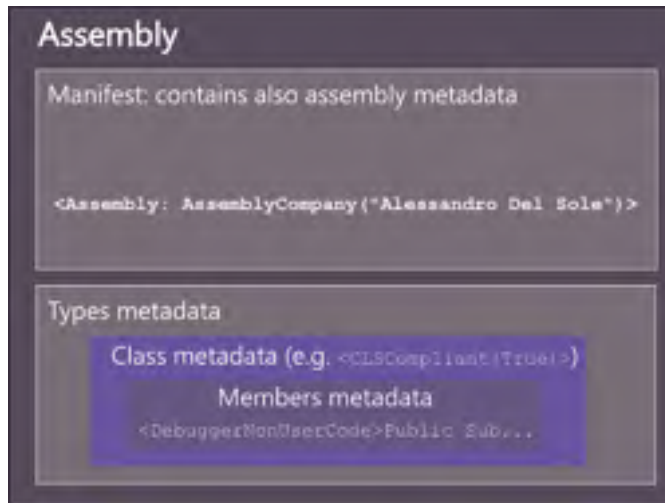 Assembly
Manifest: contains also assembly metadata
<Assembly: AssemblyCompany("Alessandro Del Sole")>
Types metadata
Class metadata (e.g. <CLSCompliant(True)>)
Members metadata
<DebuggerNonUserCode>Public Sub...